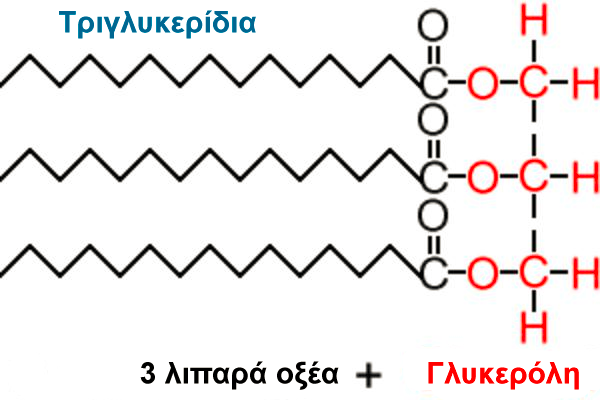 Τριγλυκερίδια
O H
C O C H
O
C O C H
O
C O C H
H
3 λιπαρά οξέα + Γλυκερόλη